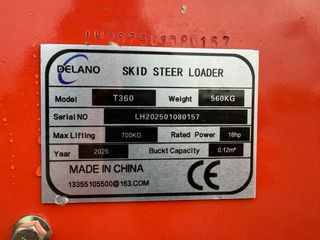 LH202501080157
DELANO SKID STEER LOADER
Model T360 Weight 560KG
Serial NO LH202501080157
Max Lifting 700KG Rated Power 18hp
Year 2025 Buckt Capacity 0.12m³
MADE IN CHINA CE
13355105500@163.COM